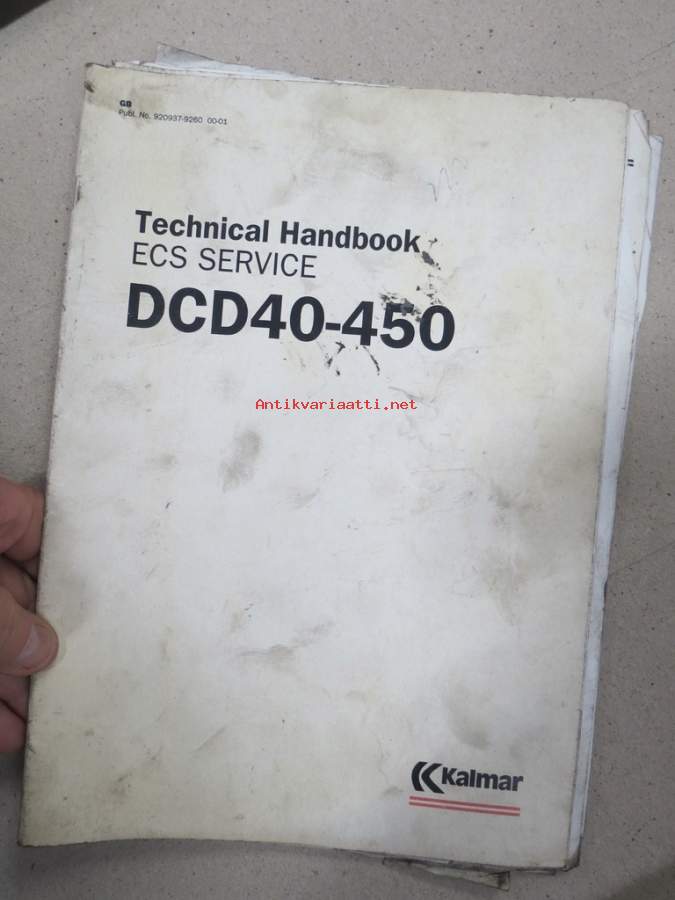 GB
Publ. No. 920937-9260 00-01
Technical Handbook
ECS SERVICE
DCD40-450
Antikvariaatti.net
Kalmar